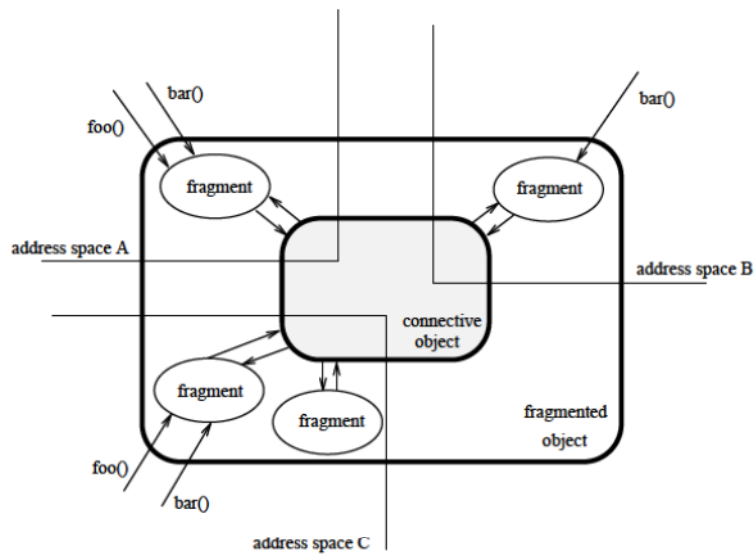 bar()
foo()
bar()
fragment
fragment
address space A
address space B
connective
object
fragment
fragment
fragmented
object
foo()
bar()
address space C